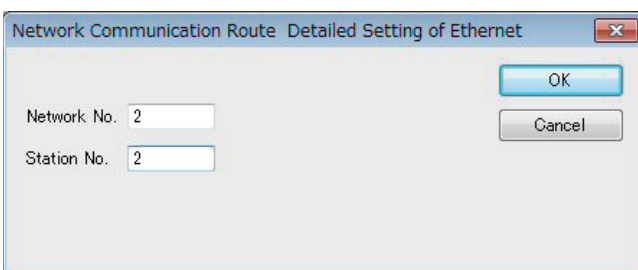 Network Communication Route  Detailed Setting of Ethernet
OK
Network No. 2
Cancel
Station No. 2